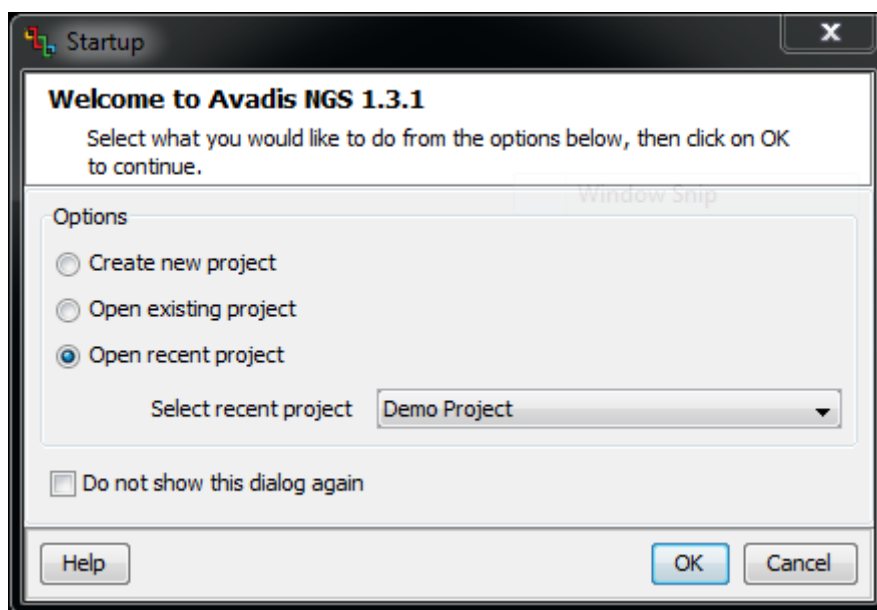 Startup
Welcome to Avadis NGS 1.3.1
Select what you would like to do from the options below, then click on OK
to continue.
Window Snip
Options
Create new project
Open existing project
Open recent project
Select recent project Demo Project
Do not show this dialog again
Help OK Cancel